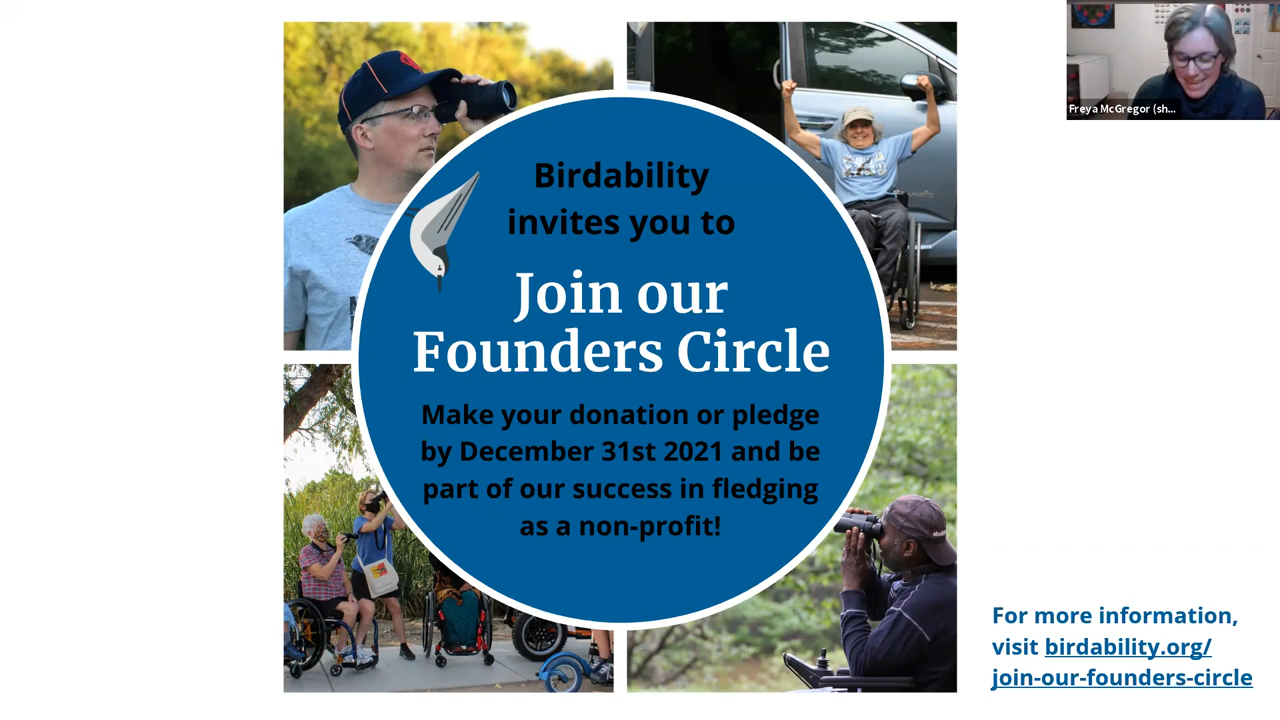 Birdability
invites you to
Join our
Founders Circle
Make your donation or pledge
by December 31st 2021 and be
part of our success in fledging
as a non-profit!
Freya McGregor (sh...
For more information,
visit birdability.org/
join-our-founders-circle